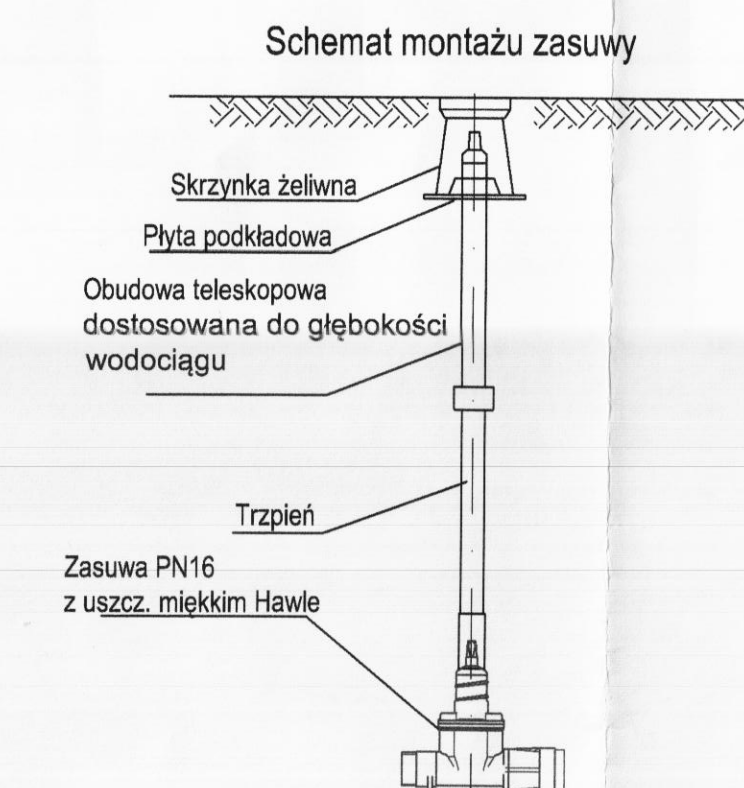 Schemat montażu zasuwy
Skrzynka żeliwna
Płyta podkładowa
Obudowa teleskopowa
dostosowana do głębokości
wodociągu
Trzpień
Zasuwa PN16
z uszcz. miękkim Hawle